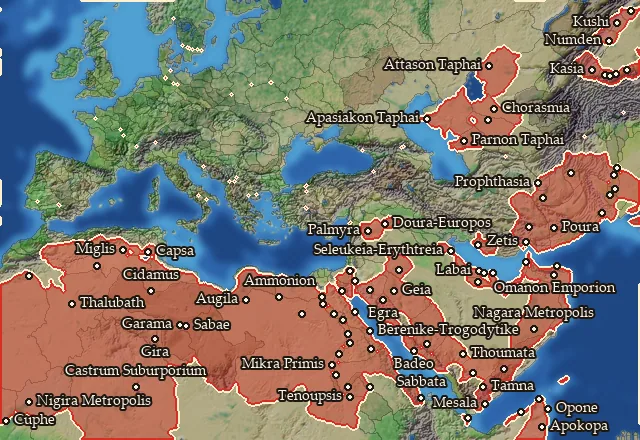 Kushi
Numden
Attason Taphai
Kasia
Chorasmia
Apasiakon Taphai
Parnon Taphai
Prophthasia
Palmyra
Doura-Europos
Poura
Zetis
Seleukeia-Erythtreia
Miglis
Capsa
Labai
Cidamus
Ammonion
Omanon Emporion
Augila
Geia
Thalubath
Egra
Nagara Metropolis
Garama
Sabae
Berenike-Trogodytike
Gira
Thoumata
Mikra Primis
Badeo
Castrum Suburporium
Sabbata
Tamna
Tenoupsis
Nigira Metropolis
Mesala
Opone
Cuphe
Apokopa